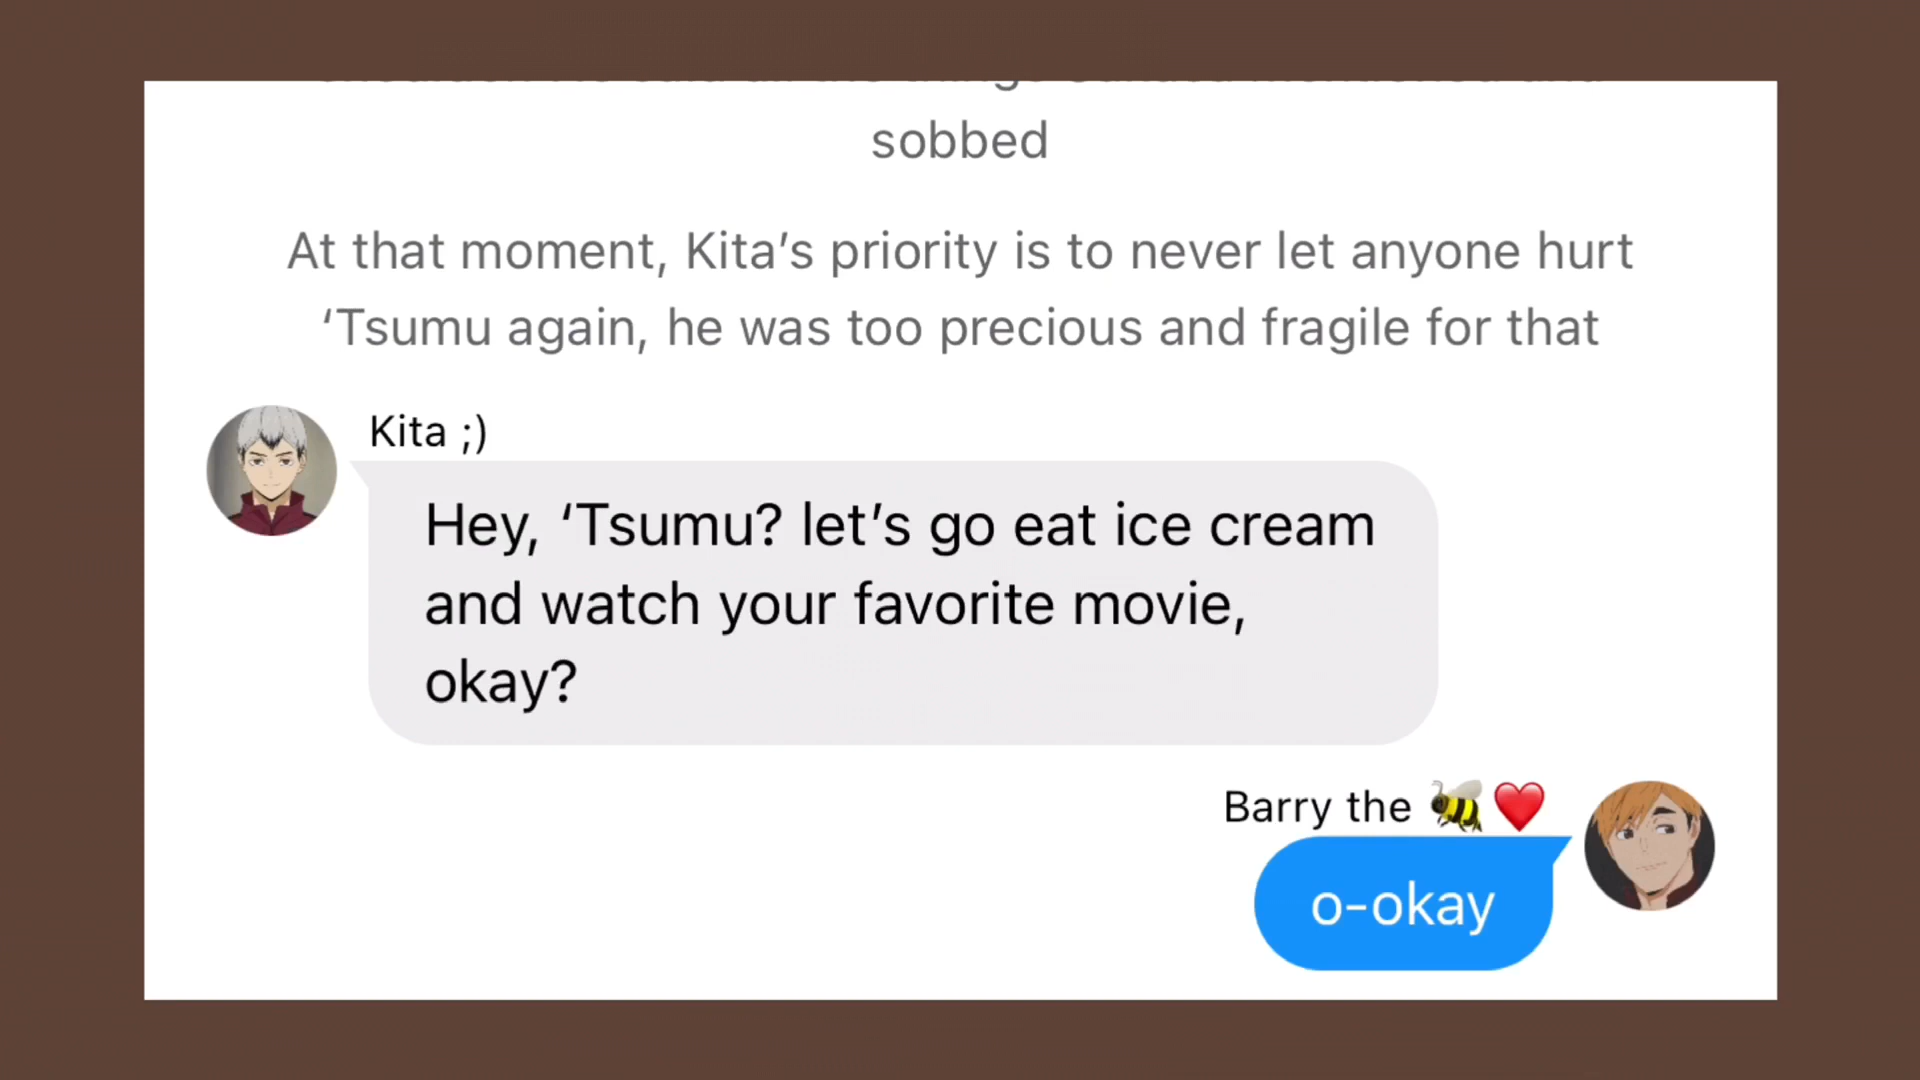 sobbed
At that moment, Kita’s priority is to never let anyone hurt
‘Tsumu again, he was too precious and fragile for that
Kita ;)
Hey, ‘Tsumu? let’s go eat ice cream
and watch your favorite movie,
okay?
Barry the 🐝❤️
o-okay